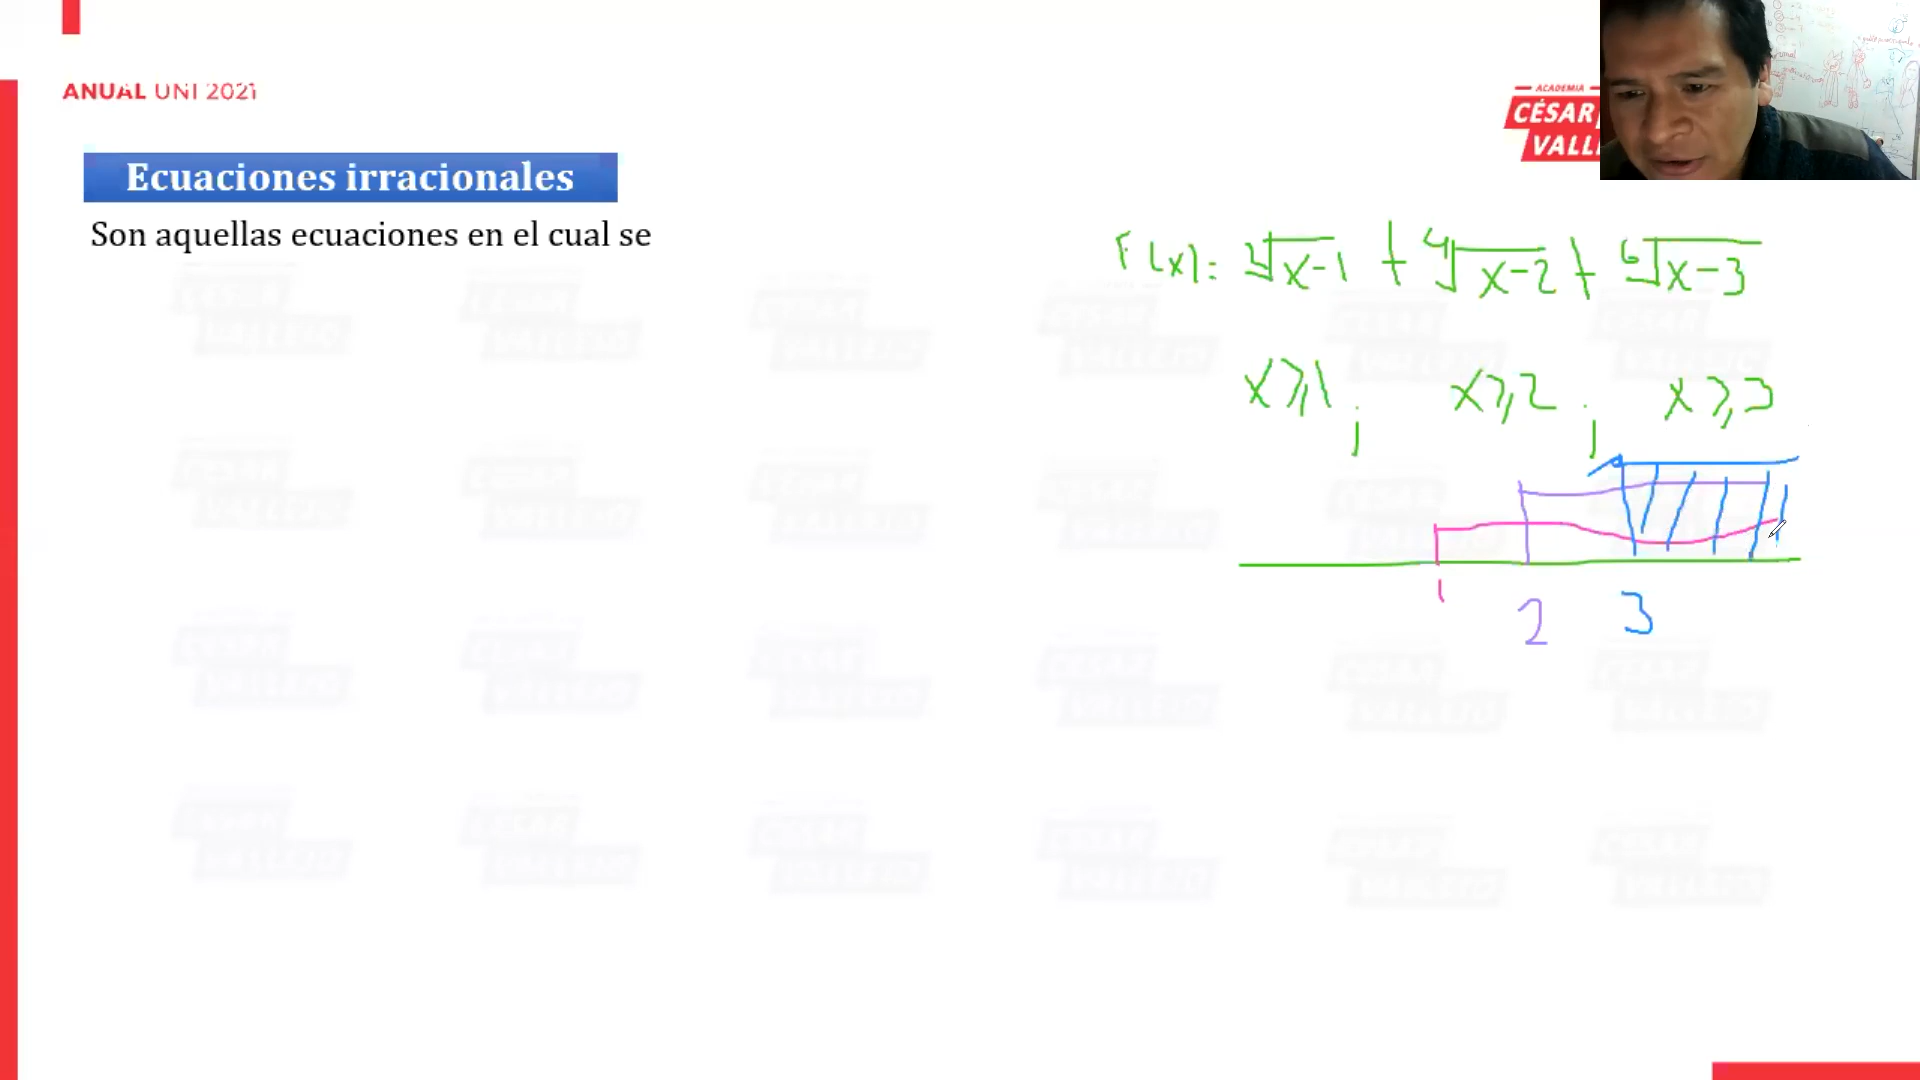 ANUAL UNI 2021
ACADEMIA
CÉSAR
VALL
Ecuaciones irracionales
Son aquellas ecuaciones en el cual se
F(x): √x-1 + ⁴√x-2 + ⁶√x-3
x≥1 ; x≥2 ; x≥3
1 2 3